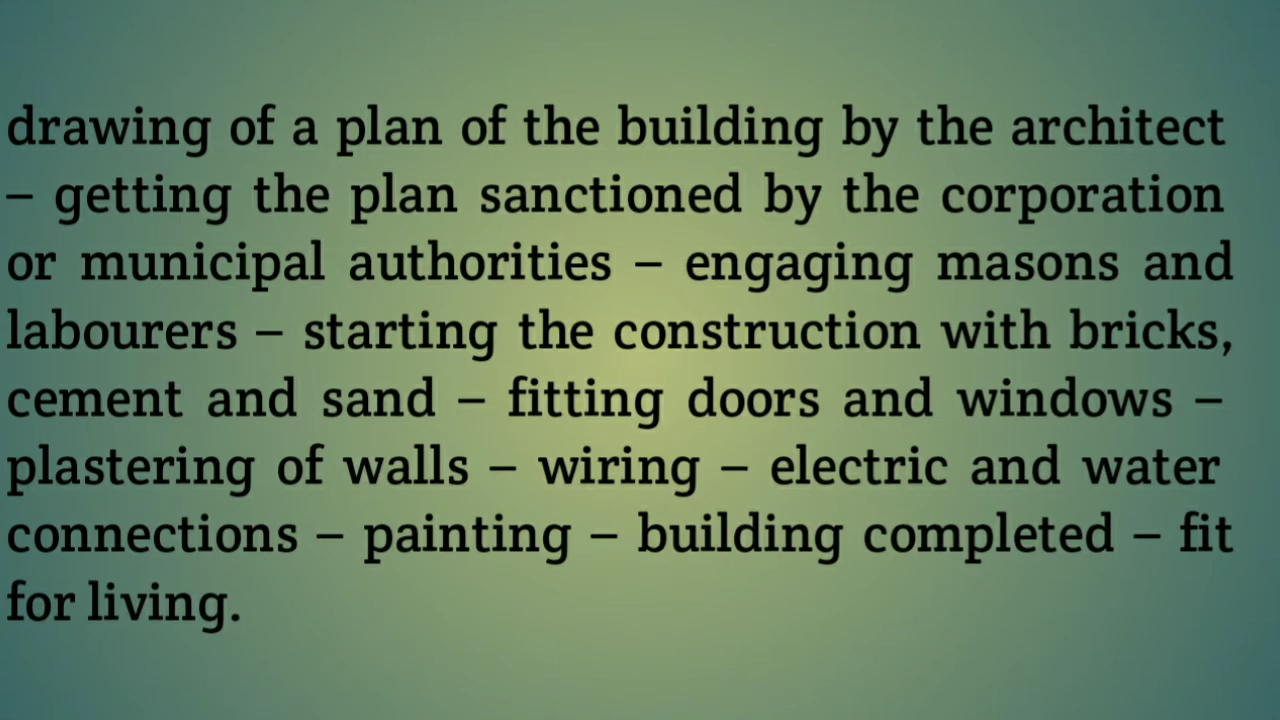 drawing of a plan of the building by the architect
– getting the plan sanctioned by the corporation
or municipal authorities – engaging masons and
labourers – starting the construction with bricks,
cement and sand – fitting doors and windows –
plastering of walls – wiring – electric and water
connections – painting – building completed – fit
for living.